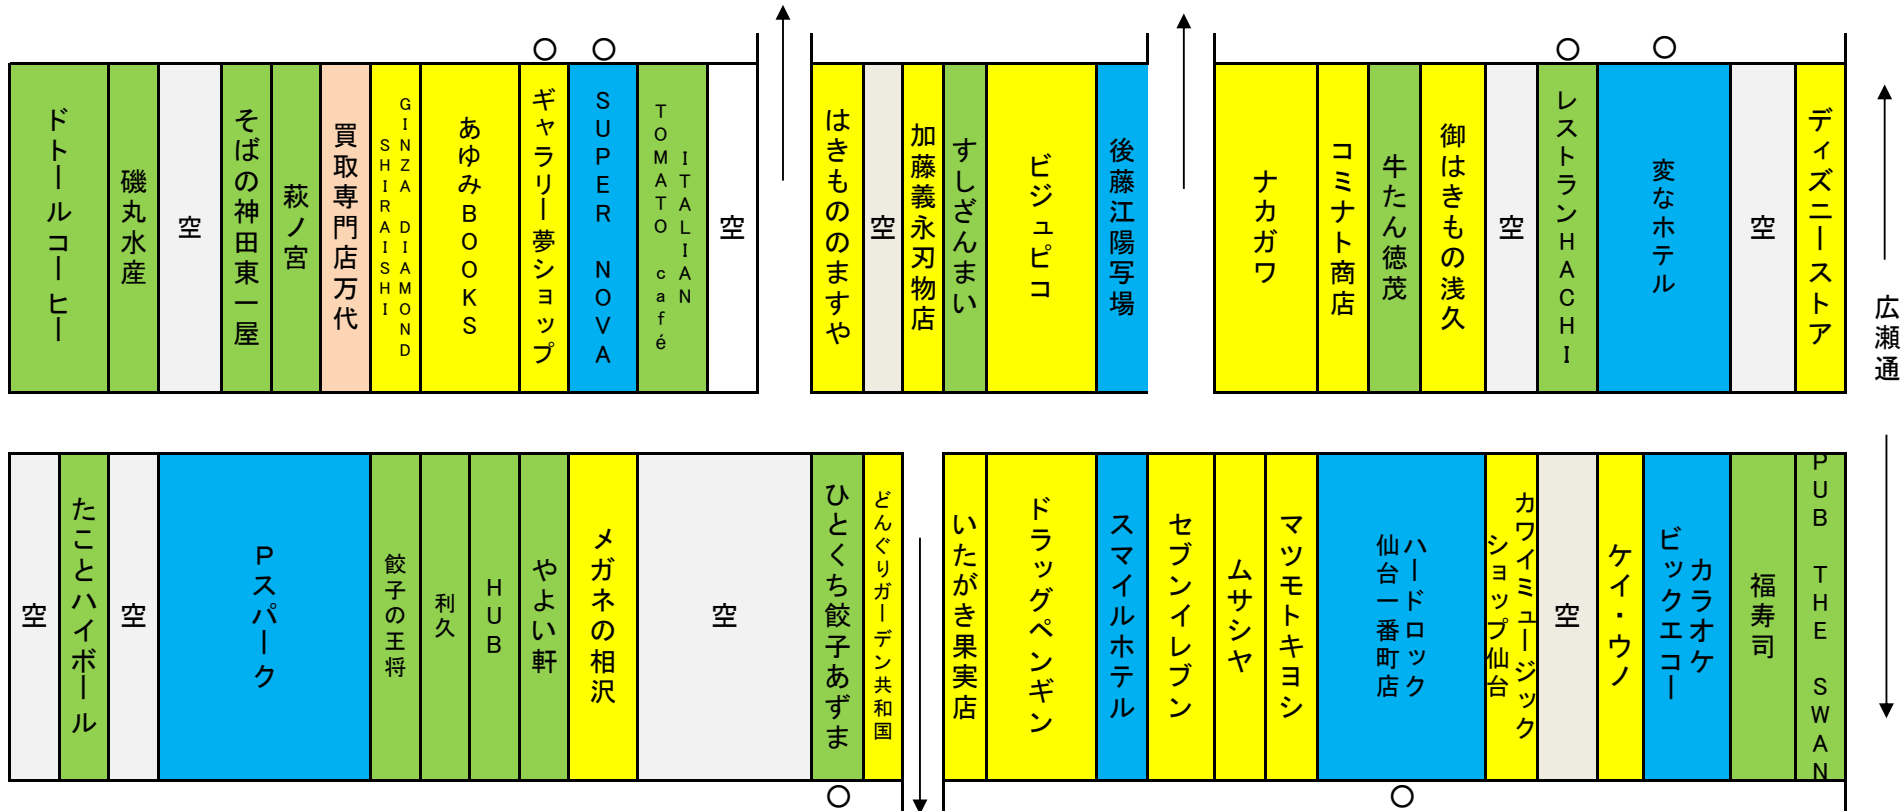 ドトールコーヒー
磯丸水産
空
そばの神田東一屋
萩ノ宮
買取専門店万代
GINZA DIAMOND
SHIRAISHI
あゆみBOOKS
ギャラリー夢ショップ
SUPER NOVA
ITALIAN
TOMATO café
空
はきもののますや
空
加藤義永刃物店
すしざんまい
ビジュピコ
後藤江陽写場
ナカガワ
コミナト商店
牛たん徳茂
御はきもの浅久
空
レストランHACHI
変なホテル
空
ディズニーストア
広瀬通
空
たことハイボール
空
Pスパーク
餃子の王将
利久
HUB
やよい軒
メガネの相沢
空
ひとくち餃子あずま
どんぐりガーデン共和国
いたがき果実店
ドラッグペンギン
スマイルホテル
セブンイレブン
ムサシヤ
マツモトキヨシ
ハードロック
仙台一番町店
カワイミュージック
ショップ仙台
空
ケイ・ウノ
カラオケ
ビックエコー
福寿司
PUB THE SWAN